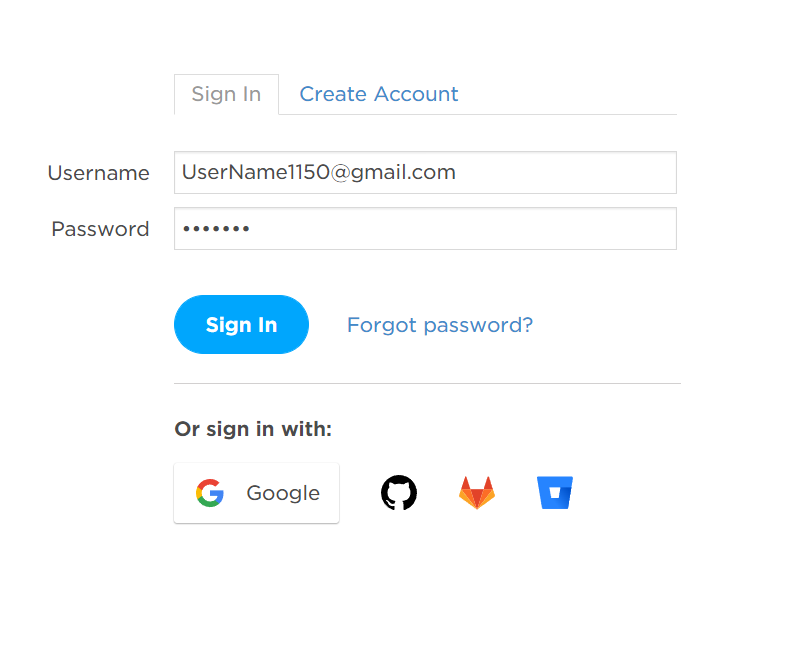 Sign In Create Account
Username UserName1150@gmail.com
Password •••••••
Sign In Forgot password?
Or sign in with:
Google